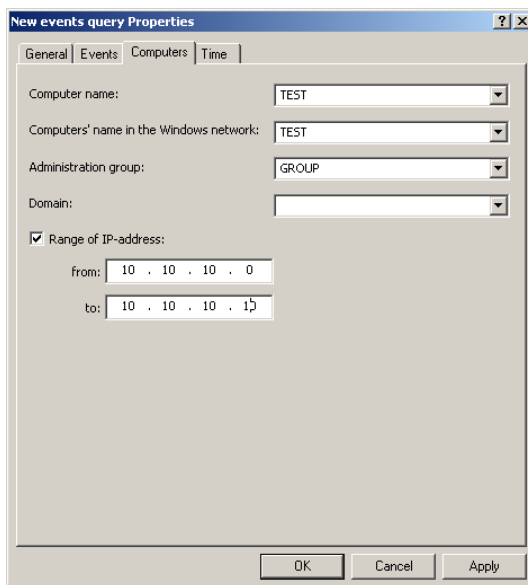 New events query Properties
General Events Computers Time
Computer name: TEST
Computers' name in the Windows network: TEST
Administration group: GROUP
Domain:
Range of IP-address:
from: 10 . 10 . 10 . 0
to: 10 . 10 . 10 .
OK Cancel Apply